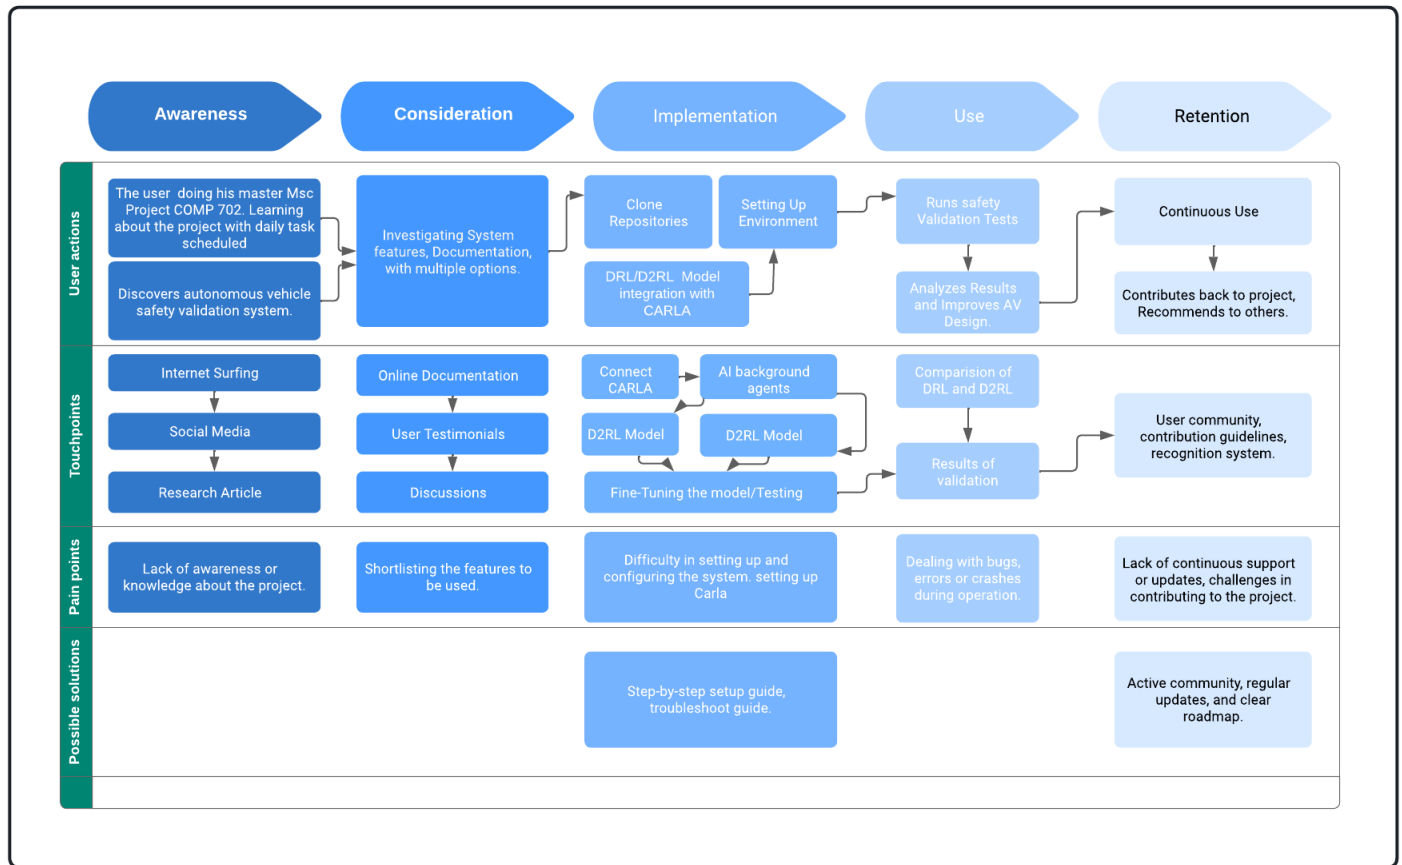 Awareness
Consideration
Implementation
Use
Retention
User actions
The user doing his master Msc
Project COMP 702. Learning
about the project with daily task
scheduled
Discovers autonomous vehicle
safety validation system.
Investigating System
features, Documentation,
with multiple options.
Clone
Repositories
Setting Up
Environment
DRL/D2RL Model
integration with
CARLA
Runs safety
Validation Tests
Analyzes Results
and Improves AV
Design.
Continuous Use
Contributes back to project,
Recommends to others.
Touchpoints
Internet Surfing
Social Media
Research Article
Online Documentation
User Testimonials
Discussions
Connect
CARLA
AI background
agents
D2RL Model
D2RL Model
Fine-Tuning the model/Testing
Comparision of
DRL and D2RL
Results of
validation
User community,
contribution guidelines,
recognition system.
Pain points
Lack of awareness or
knowledge about the project.
Shortlisting the features to
be used.
Difficulty in setting up and
configuring the system. setting up
Carla
Dealing with bugs,
errors or crashes
during operation.
Lack of continuous support
or updates, challenges in
contributing to the project.
Possible solutions
Step-by-step setup guide,
troubleshoot guide.
Active community, regular
updates, and clear
roadmap.